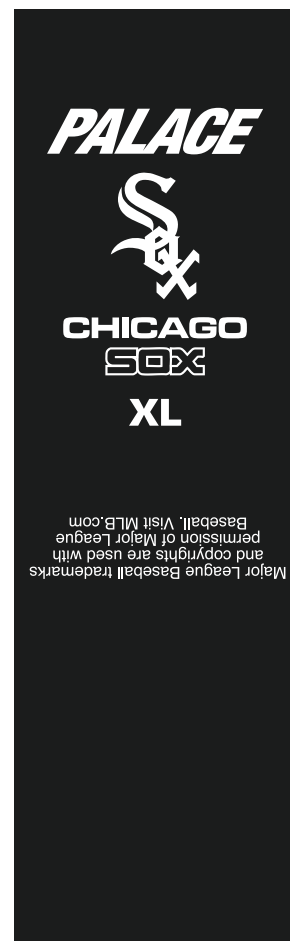 PALACE
Sox
CHICAGO
SOX
XL
Major League Baseball trademarks
and copyrights are used with
permission of Major League
Baseball. Visit MLB.com